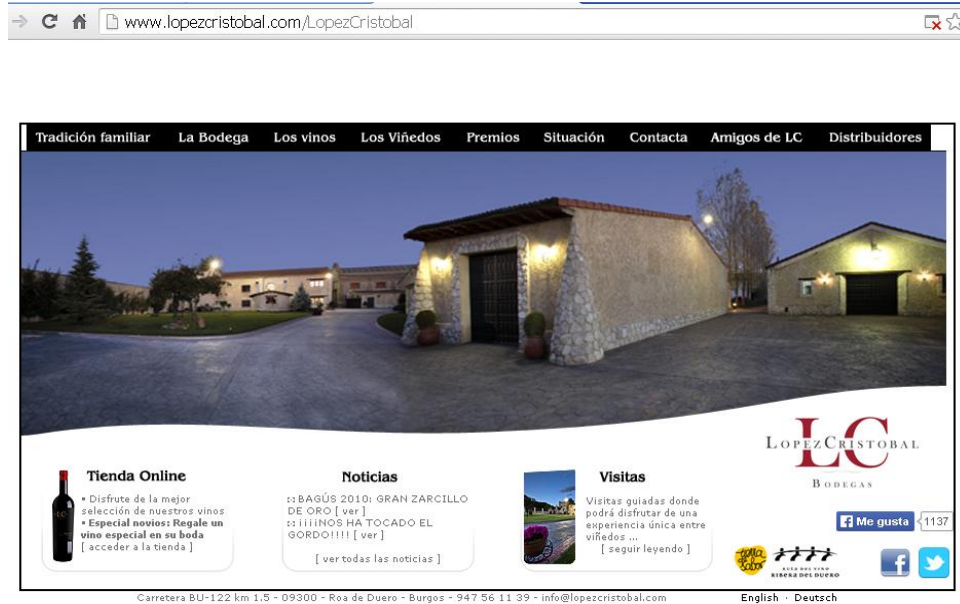 www.lopezcristobal.com/LopezCristobal
Tradición familiar La Bodega Los vinos Los Viñedos Premios Situación Contacta Amigos de LC Distribuidores
LC
LOPEZCRISTOBAL
BODEGAS
Tienda Online
▪ Disfrute de la mejor
selección de nuestros vinos
▪ Especial novios: Regale un
vino especial en su boda
[ acceder a la tienda ]
Noticias
:: BAGÚS 2010: GRAN ZARCILLO
DE ORO [ ver ]
:: ¡¡¡¡NOS HA TOCADO EL
GORDO!!!! [ ver ]
[ ver todas las noticias ]
Visitas
Visitas guiadas donde
podrá disfrutar de una
experiencia única entre
viñedos ...
[ seguir leyendo ]
Me gusta 1137
tierra de sabor
RUTA DEL VINO
RIBERA DEL DUERO
Carretera BU-122 km 1.5 - 09300 - Roa de Duero - Burgos - 947 56 11 39 - info@lopezcristobal.com English · Deutsch